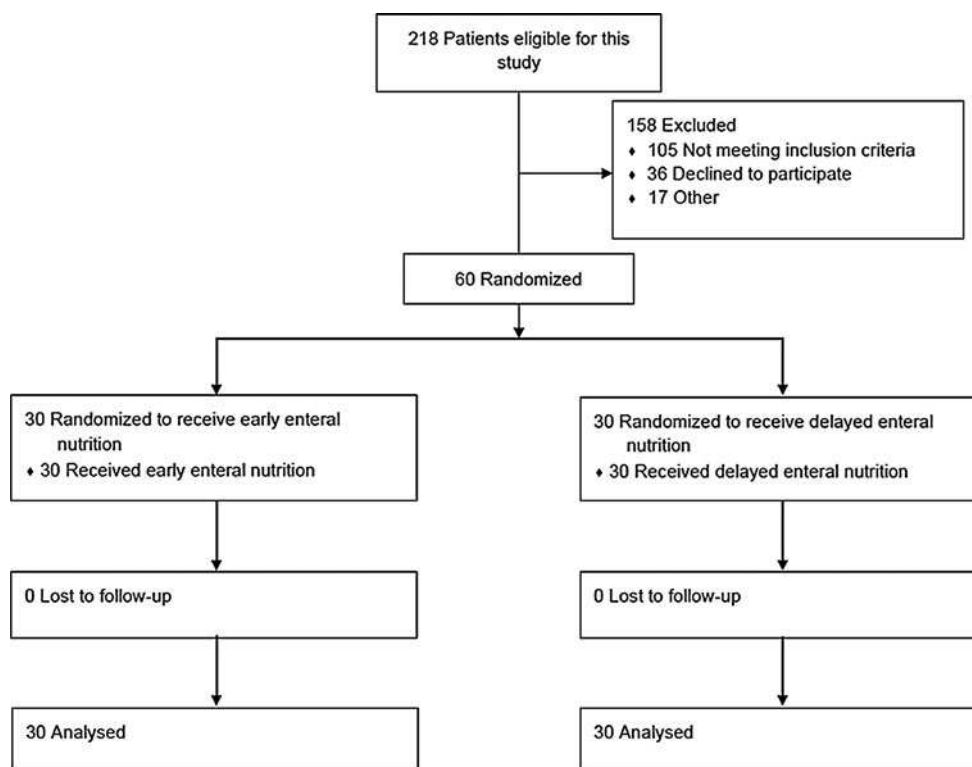 218 Patients eligible for this
study
158 Excluded
♦ 105 Not meeting inclusion criteria
♦ 36 Declined to participate
♦ 17 Other
60 Randomized
30 Randomized to receive early enteral
nutrition
♦ 30 Received early enteral nutrition
30 Randomized to receive delayed enteral
nutrition
♦ 30 Received delayed enteral nutrition
0 Lost to follow-up
0 Lost to follow-up
30 Analysed
30 Analysed